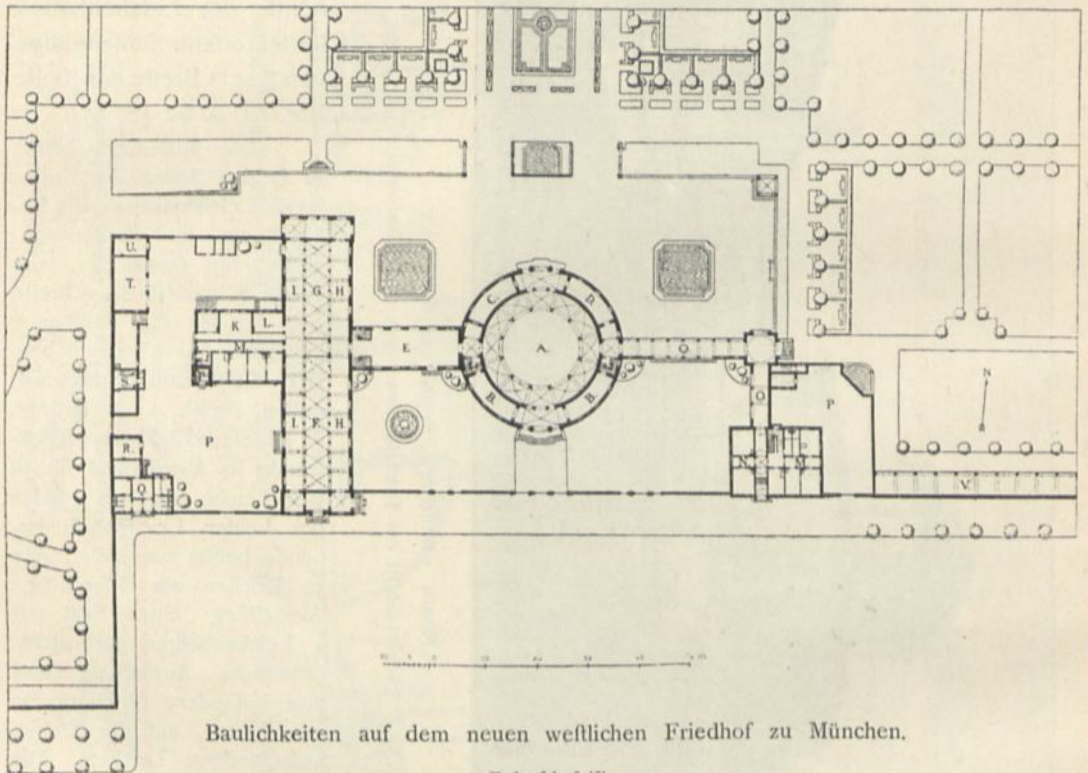 U.
T.
I. G. H.
K L.
M
C. D.
E
A.
O
B. B.
I. F. H.
P
R.
Q
O
P
N
N
V.
Baulichkeiten auf dem neuen weſtlichen Friedhof zu München.